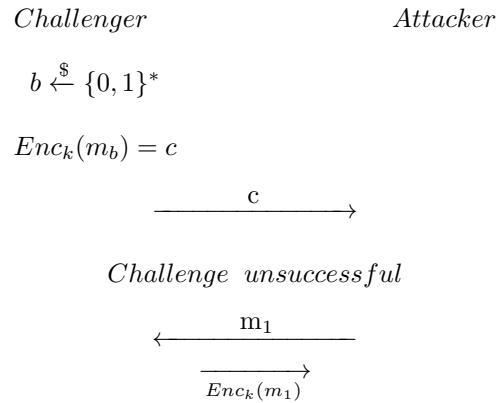 Challenger Attacker
b $← {0, 1}*
Enc_k(m_b) = c
c
Challenge unsuccessful
m_1
Enc_k(m_1)